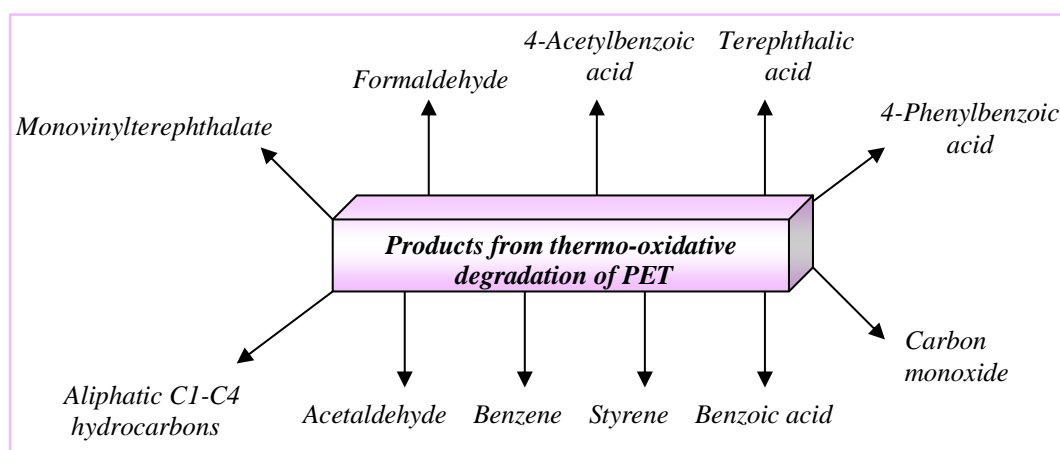 4-Acetylbenzoic
acid
Terephthalic
acid
Formaldehyde
4-Phenylbenzoic
acid
Monovinylterephthalate
Products from thermo-oxidative
degradation of PET
Carbon
monoxide
Aliphatic C1-C4
hydrocarbons
Acetaldehyde
Benzene
Styrene
Benzoic acid